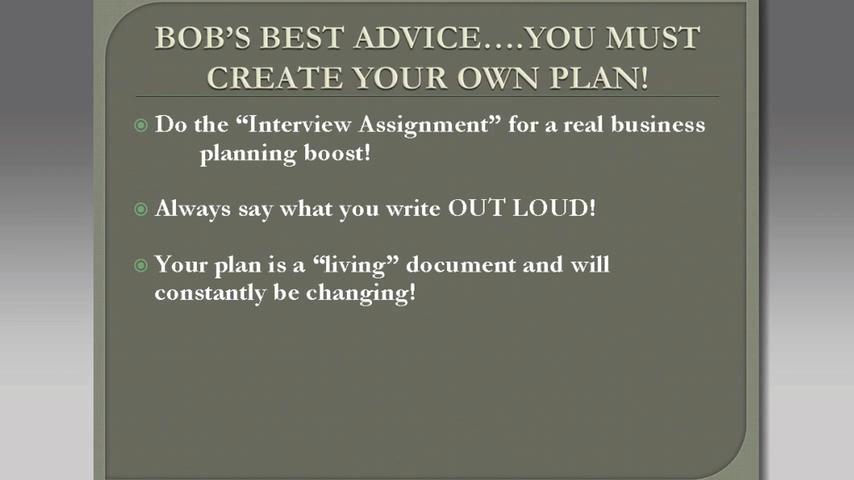 BOB’S BEST ADVICE….YOU MUST
CREATE YOUR OWN PLAN!
Do the “Interview Assignment” for a real business
planning boost!
Always say what you write OUT LOUD!
Your plan is a “living” document and will
constantly be changing!